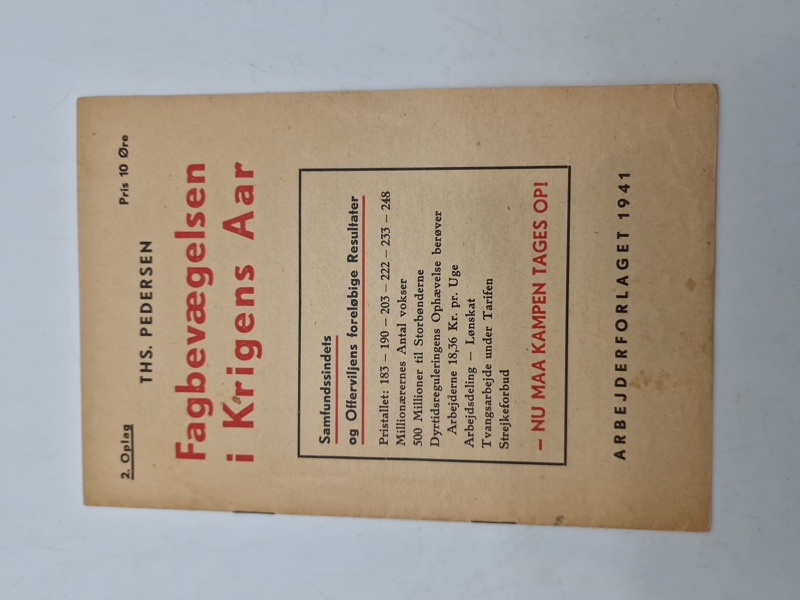 2. Oplag
Pris 10 Øre
THS. PEDERSEN
Fagbevægelsen
i Krigens Aar
Samfundssindets
og Offerviljens foreløbige Resultater
Pristallet: 183 – 190 – 203 – 222 – 233 – 248
Millionærernes Antal vokser
500 Millioner til Storbønderne
Dyrtidsreguleringens Ophævelse berøver
Arbejderne 18,36 Kr. pr. Uge
Arbejdsdeling — Lønskat
Tvangsarbejde under Tarifen
Strejkeforbud
– NU MAA KAMPEN TAGES OP!
ARBEJDERFORLAGET 1941